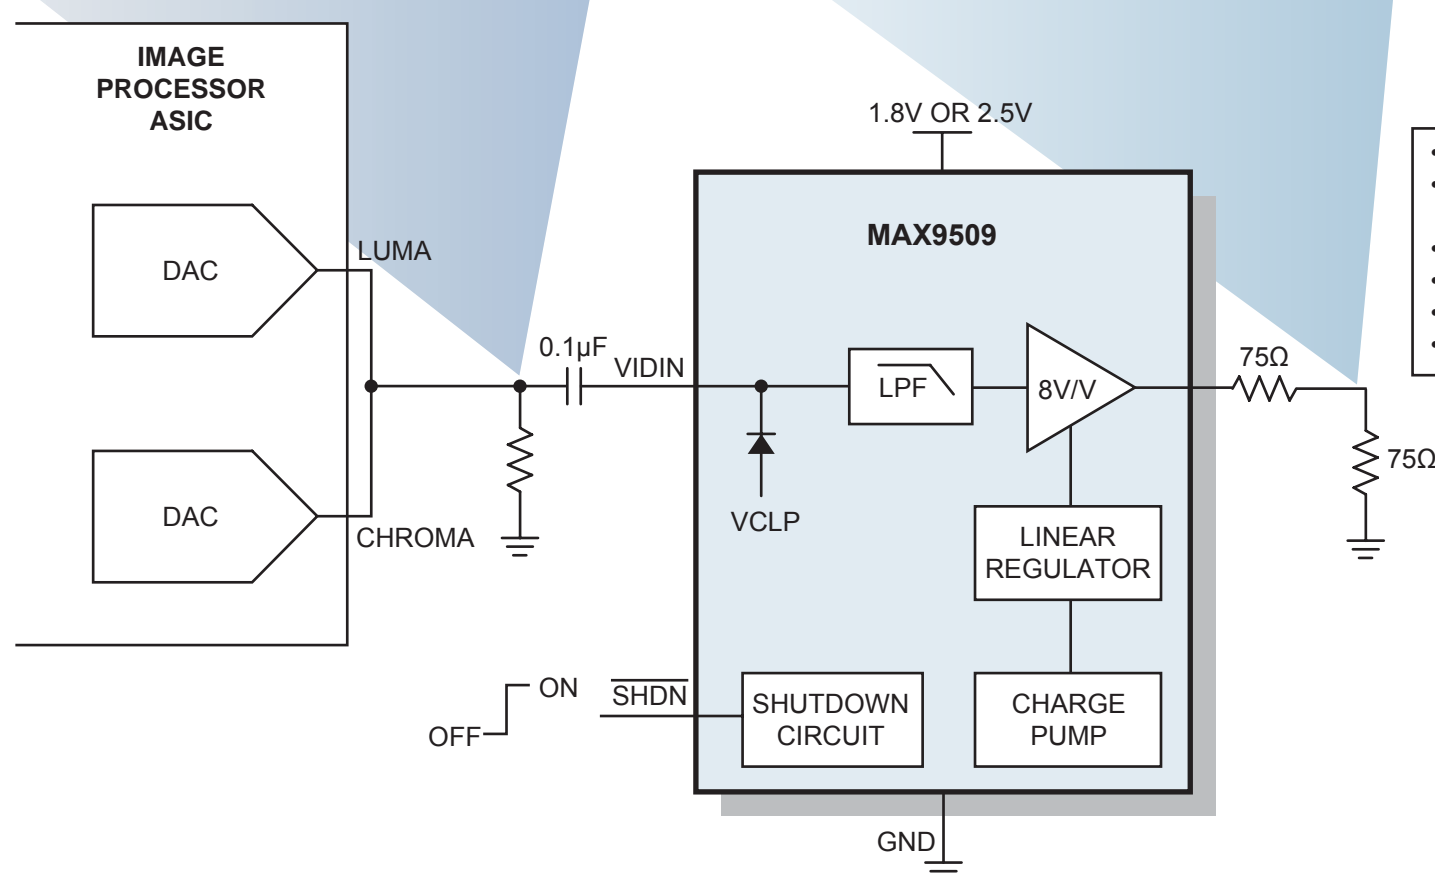 IMAGE
PROCESSOR
ASIC
DAC
LUMA
DAC
CHROMA
0.1µF
VIDIN
1.8V OR 2.5V
MAX9509
LPF
8V/V
VCLP
LINEAR
REGULATOR
CHARGE
PUMP
SHUTDOWN
CIRCUIT
SHDN
ON
OFF
GND
75Ω
75Ω
•
•
•
•
•
•